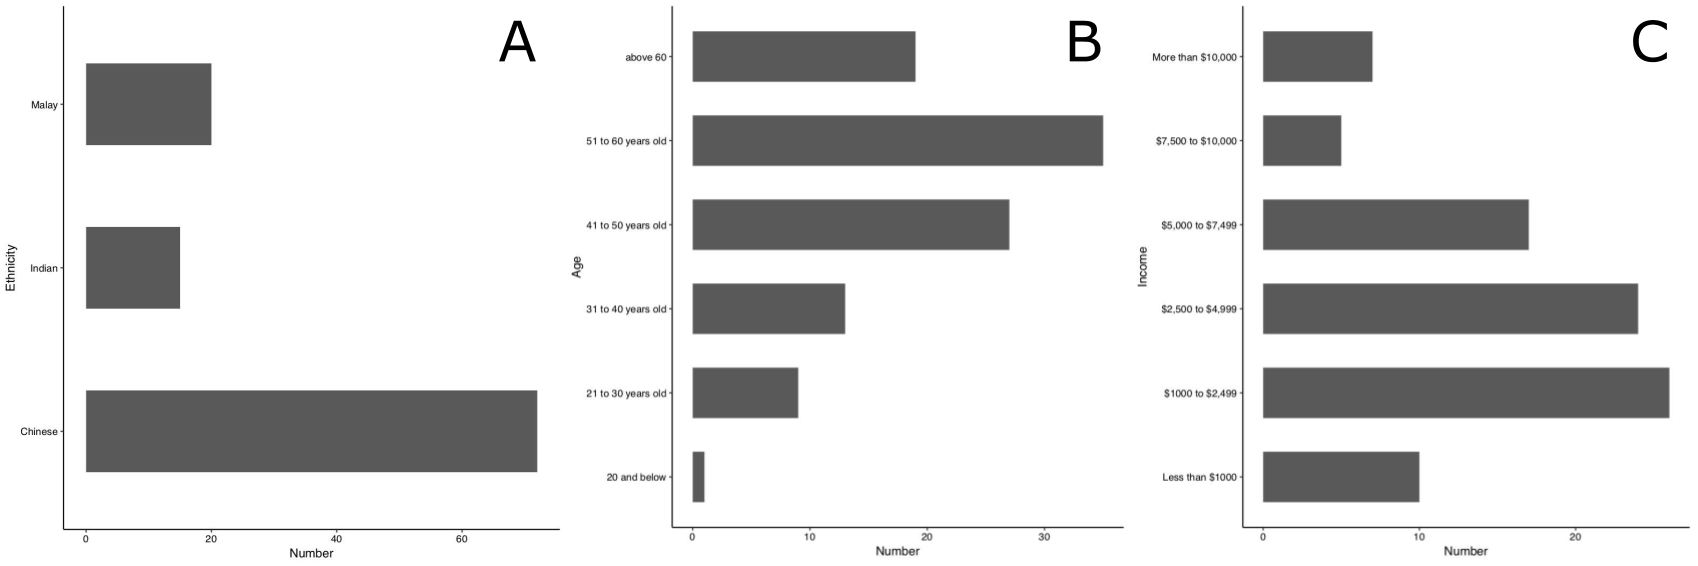 A
Malay
Indian
Chinese
Ethnicity
0 20 40 60
Number
B
above 60
51 to 60 years old
41 to 50 years old
31 to 40 years old
21 to 30 years old
20 and below
Age
0 10 20 30
Number
C
More than $10,000
$7,500 to $10,000
$5,000 to $7,499
$2,500 to $4,999
$1000 to $2,499
Less than $1000
Income
0 10 20
Number